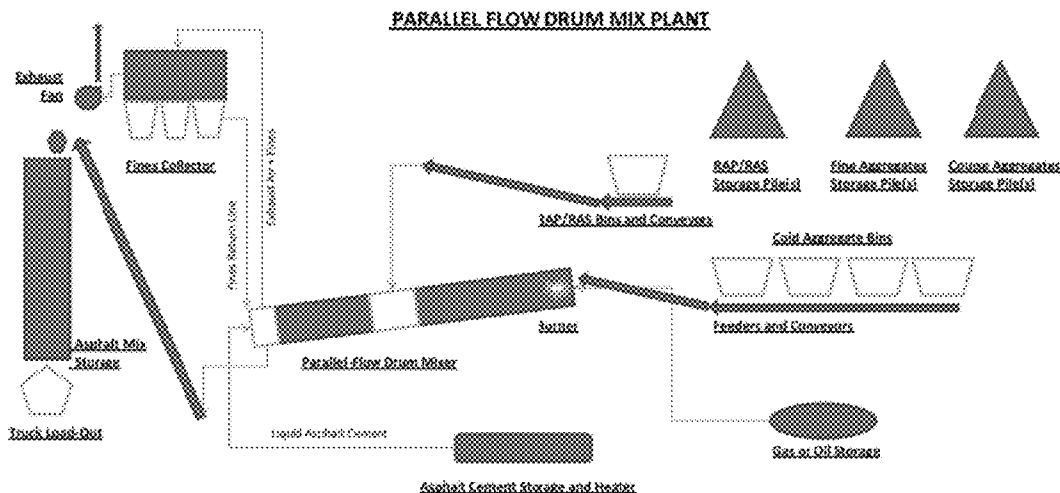 PARALLEL FLOW DRUM MIX PLANT
Exhaust
Fan
Fines Collector
RAP/RAS
Storage Pile(s)
Fine Aggregates
Storage Pile(s)
Course Aggregates
Storage Pile(s)
Fines Return Line
Exhaust Air + Fines
RAP/RAS Bins and Conveyes
Cold Aggregate Bins
Feeders and Conveyors
Burner
Parallel-Flow Drum Mixer
Asphalt Mix
Storage
Truck Load-Out
Liquid Asphalt Cement
Gas or Oil Storage
Asphalt Cement Storage and Heater